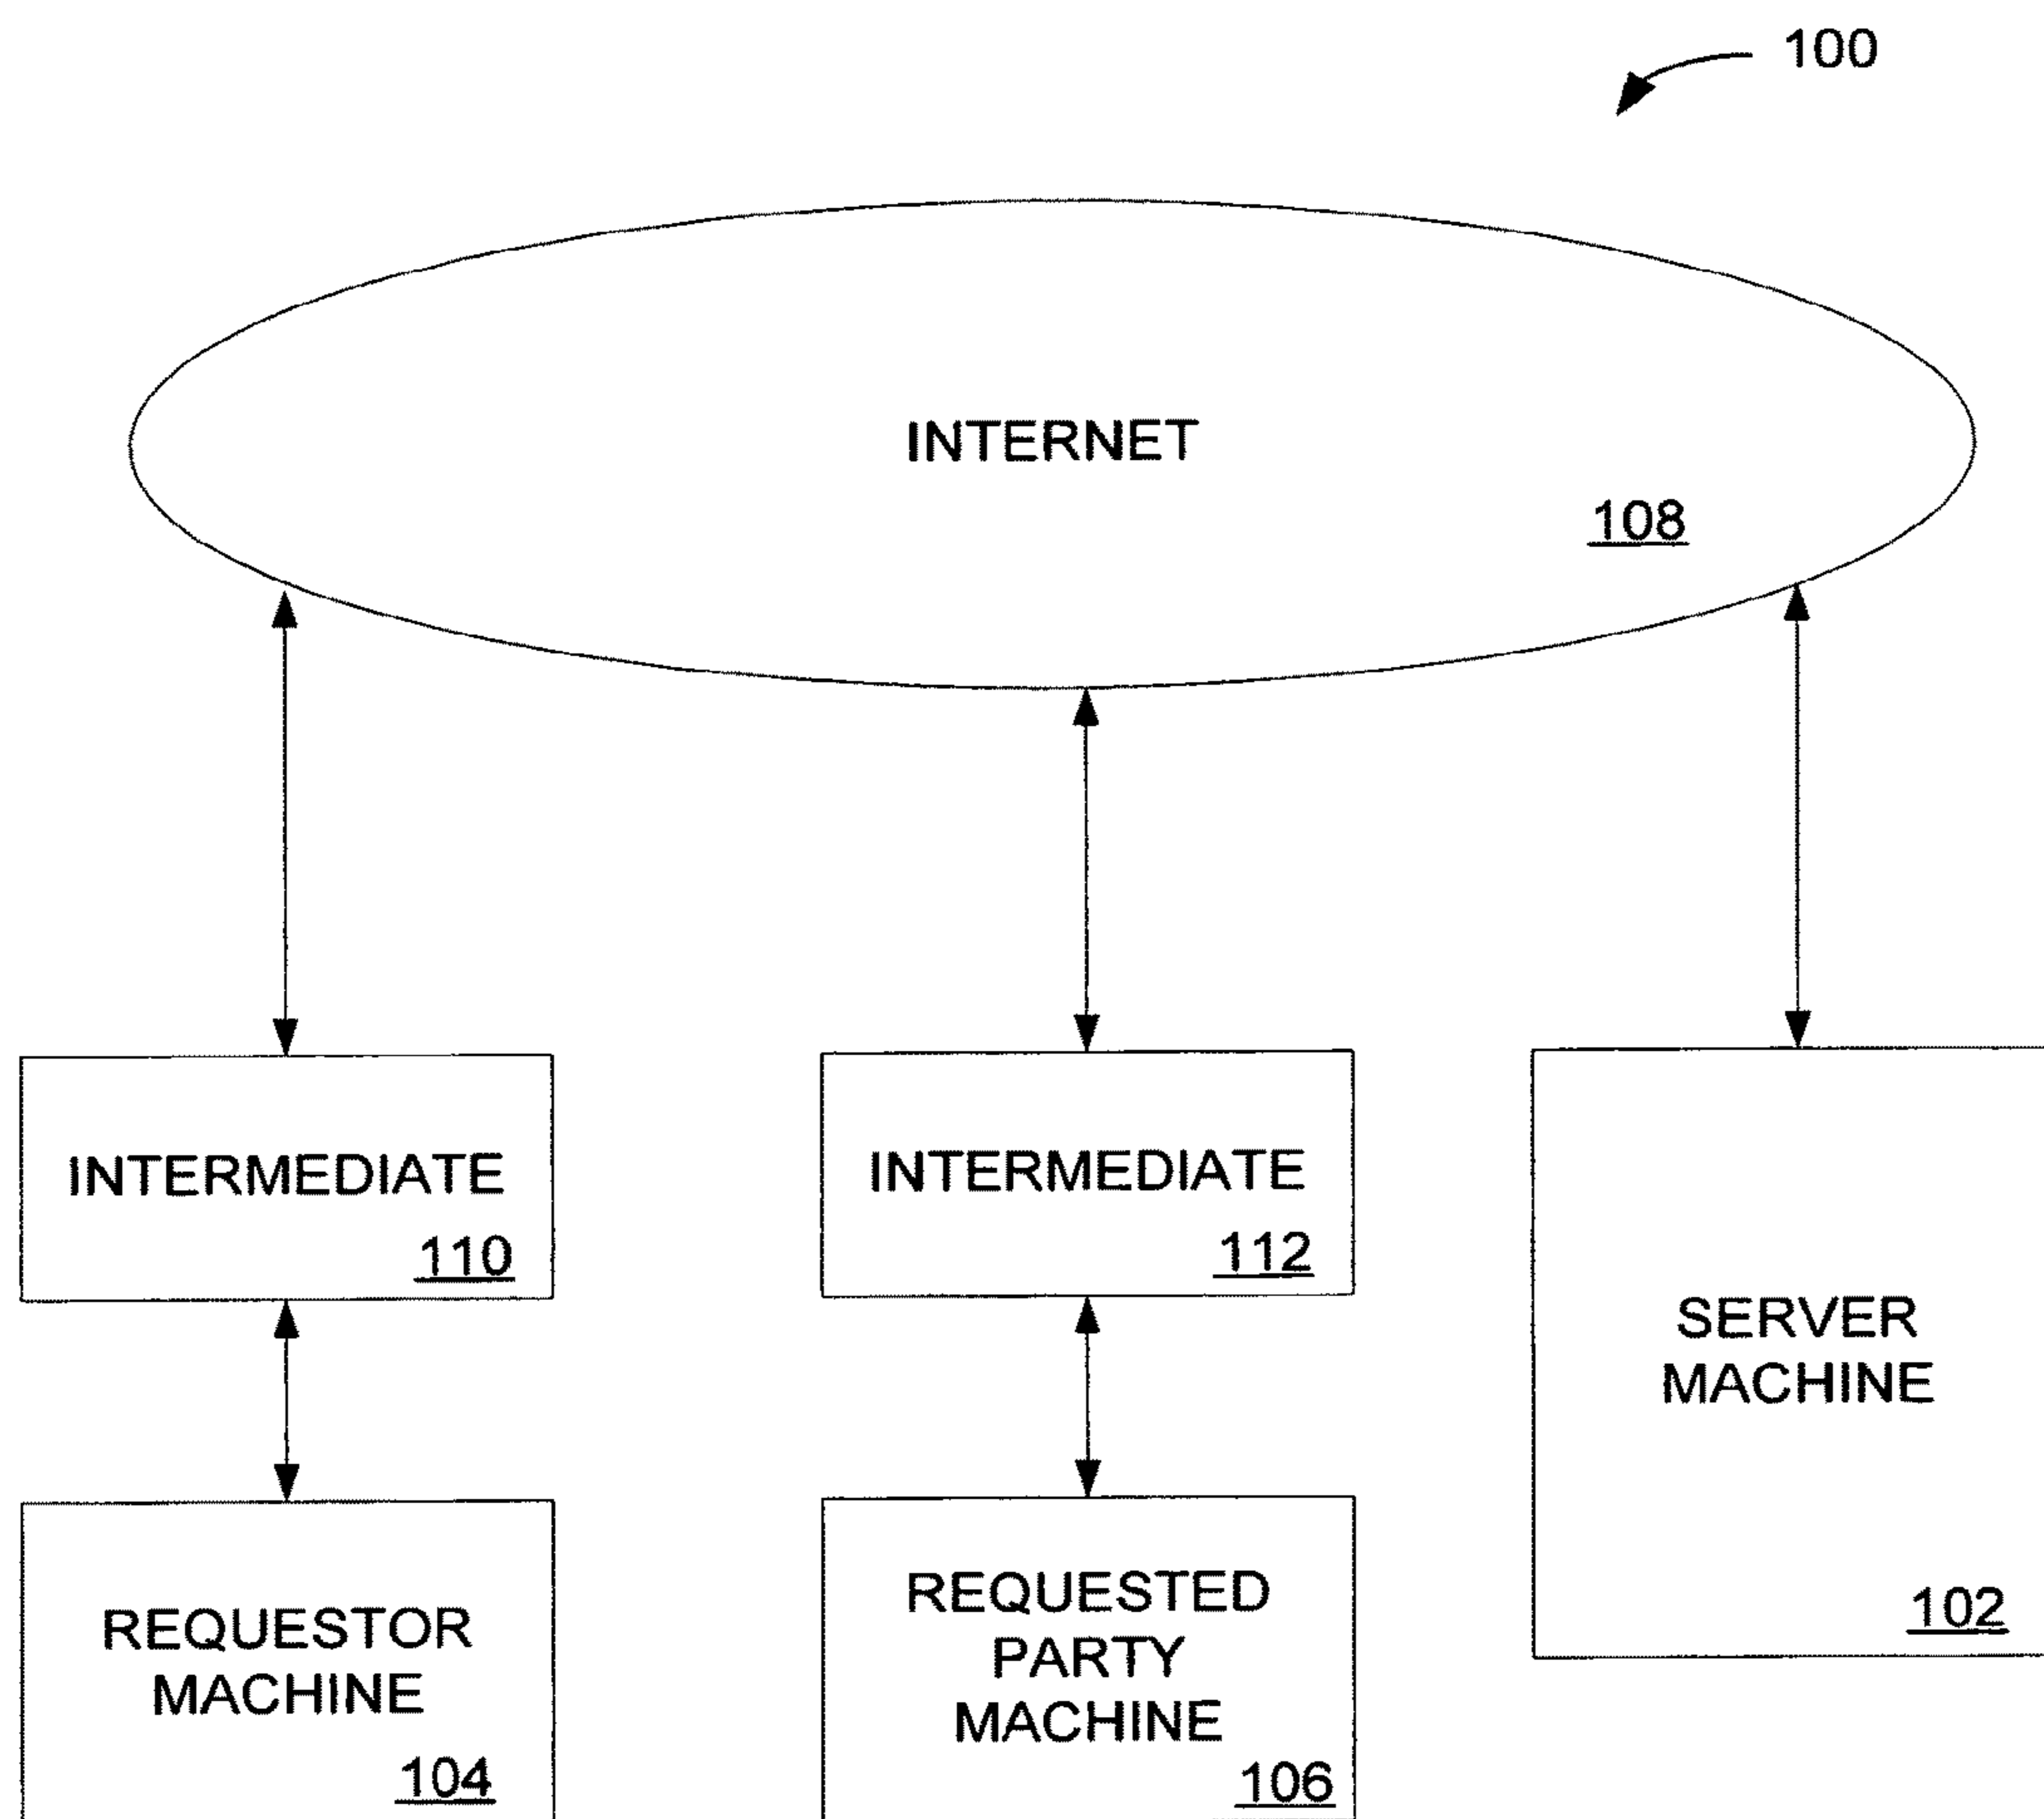 100
INTERNET
108
INTERMEDIATE
110
INTERMEDIATE
112
SERVER
MACHINE
102
REQUESTOR
MACHINE
104
REQUESTED
PARTY
MACHINE
106